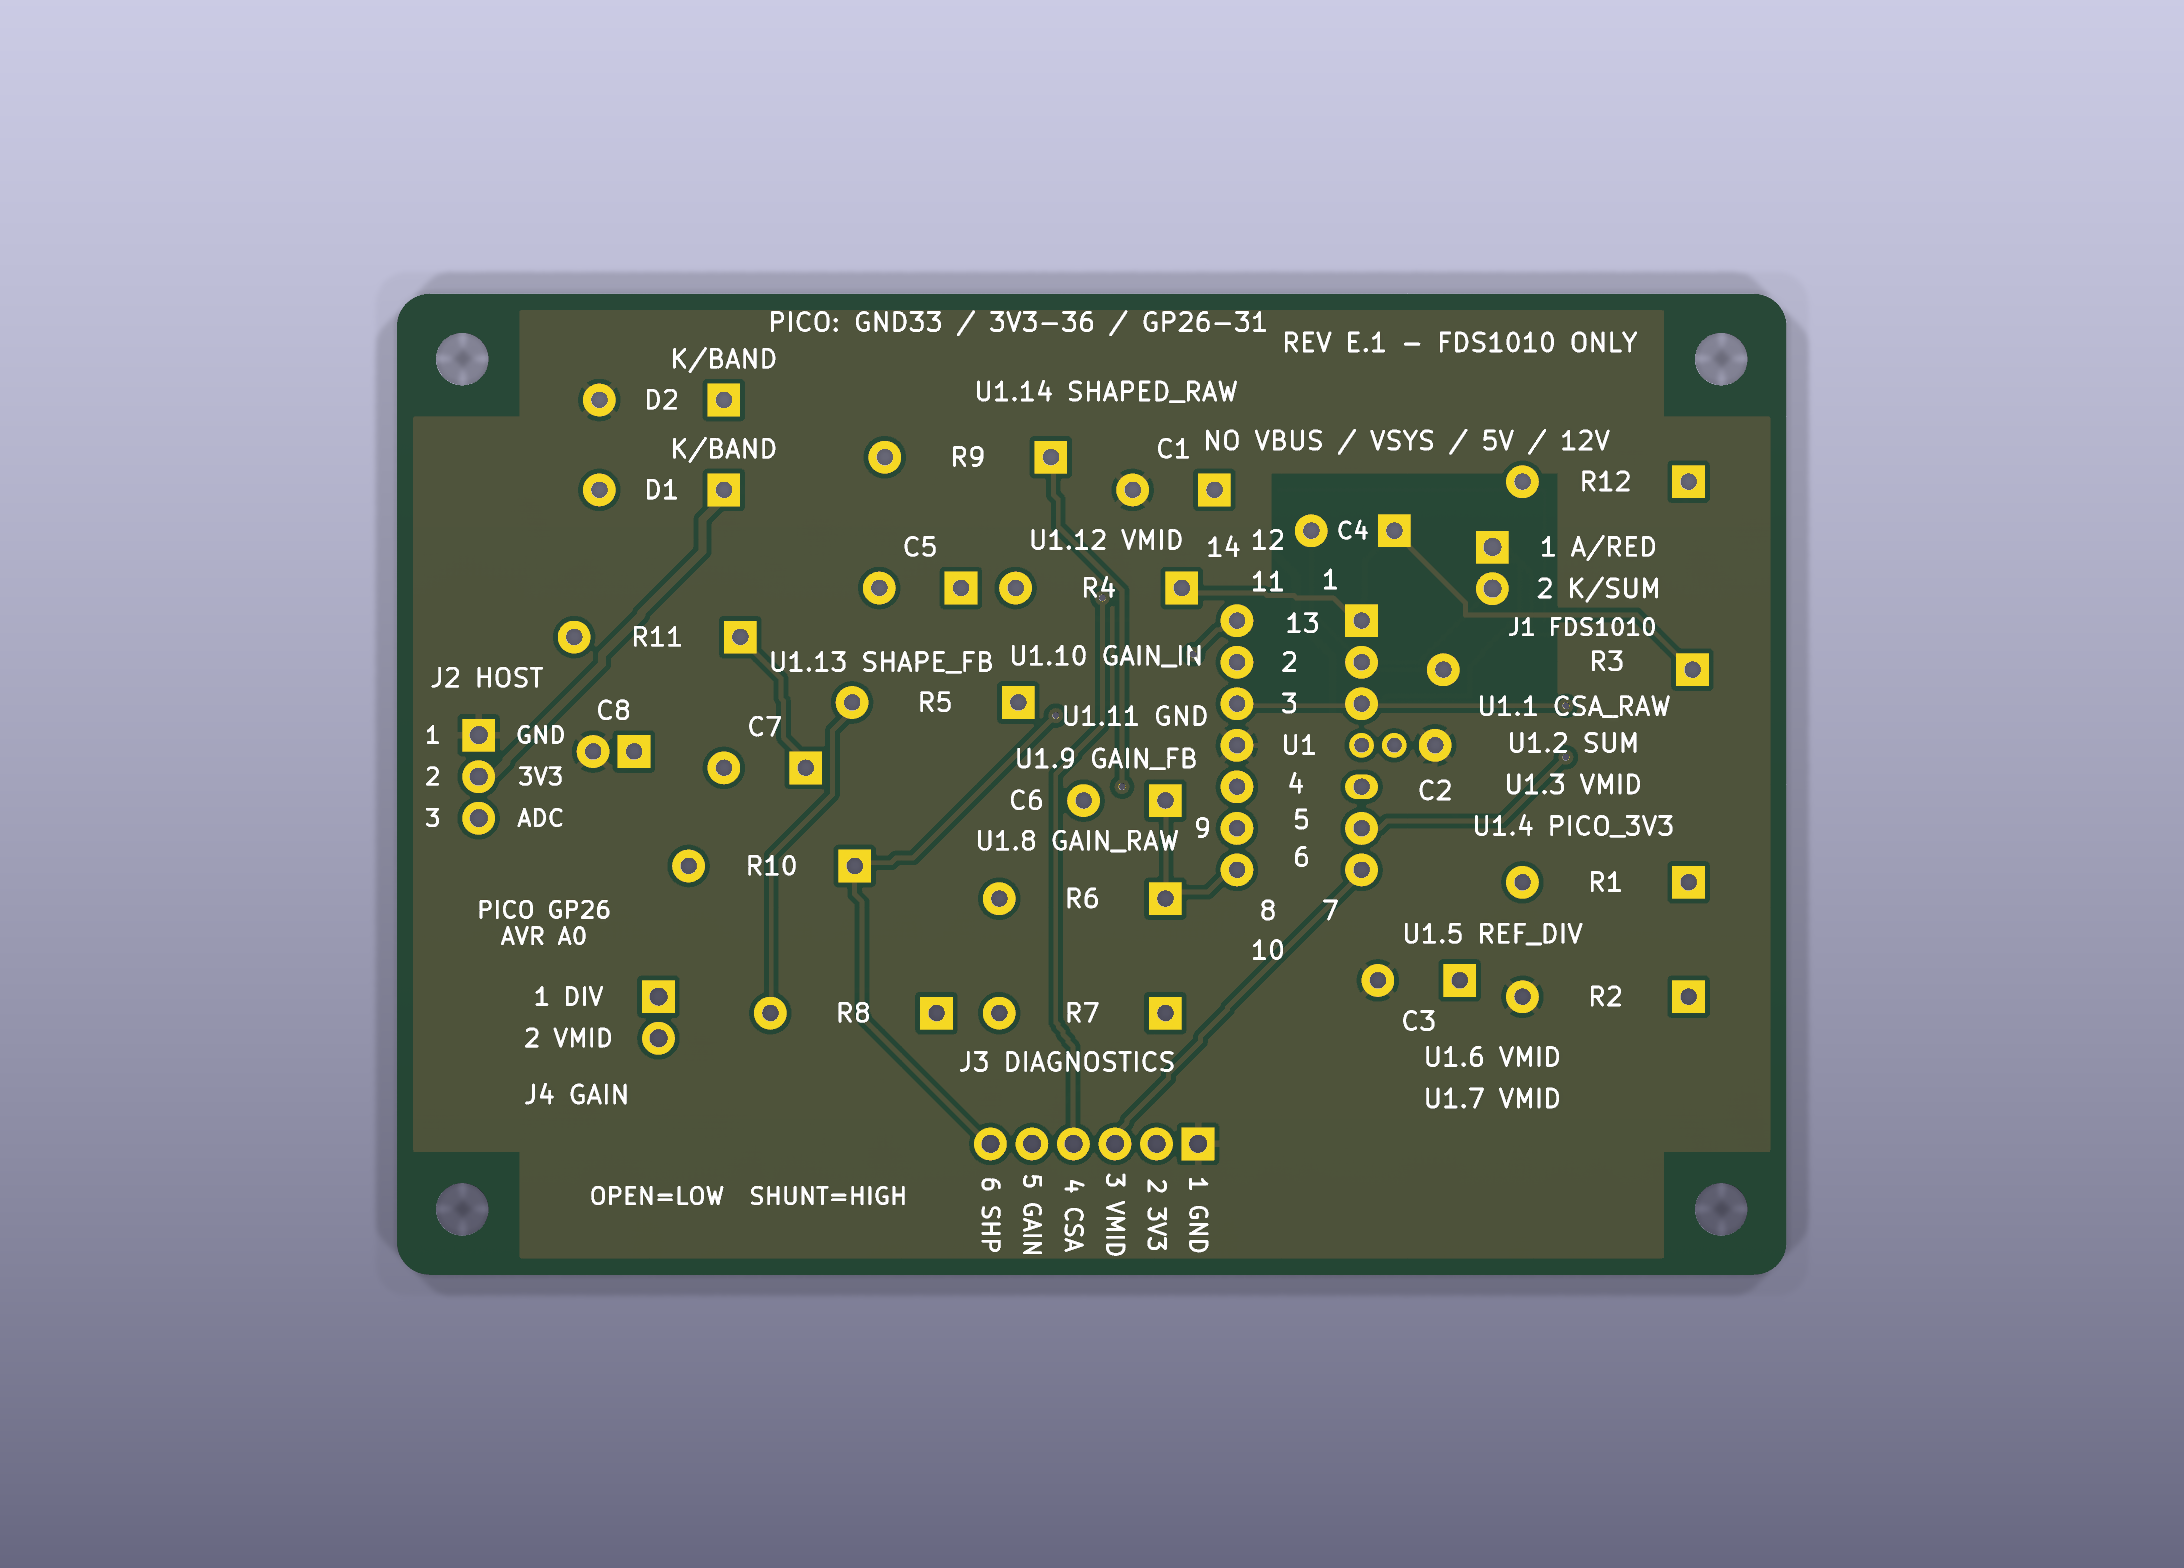 PICO: GND33 / 3V3-36 / GP26-31
REV E.1 - FDS1010 ONLY
K/BAND
D2
U1.14 SHAPED_RAW
K/BAND
D1
R9
C1
NO VBUS / VSYS / 5V / 12V
R12
C5
U1.12 VMID
14
12
C4
1 A/RED
R4
11
1
2 K/SUM
R11
13
J1 FDS1010
J2 HOST
U1.13 SHAPE_FB
U1.10 GAIN_IN
2
R3
C8
C7
R5
3
U1.1 CSA_RAW
U1.11 GND
1
GND
U1
U1.2 SUM
2
3V3
U1.9 GAIN_FB
4
C2
U1.3 VMID
3
ADC
C6
5
U1.4 PICO_3V3
9
U1.8 GAIN_RAW
6
R10
R6
R1
PICO GP26
AVR A0
8
7
U1.5 REF_DIV
10
1 DIV
R2
2 VMID
R8
R7
C3
J3 DIAGNOSTICS
U1.6 VMID
J4 GAIN
U1.7 VMID
OPEN=LOW
SHUNT=HIGH
6 SHP
5 GAIN
4 CSA
3 VMID
2 3V3
1 GND